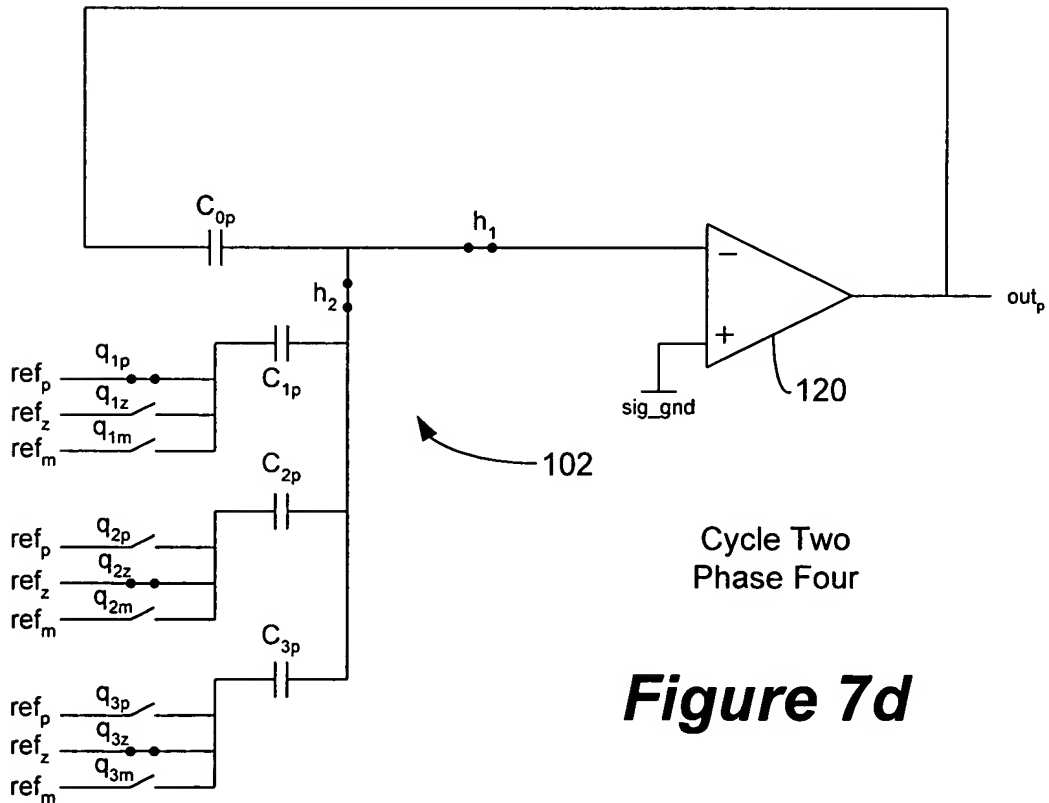 C0p
h1
h2
−
+
outp
120
sig_gnd
C1p
refp q1p
refz q1z
refm q1m
102
C2p
refp q2p
refz q2z
refm q2m
Cycle Two
Phase Four
C3p
refp q3p
refz q3z
refm q3m
Figure 7d